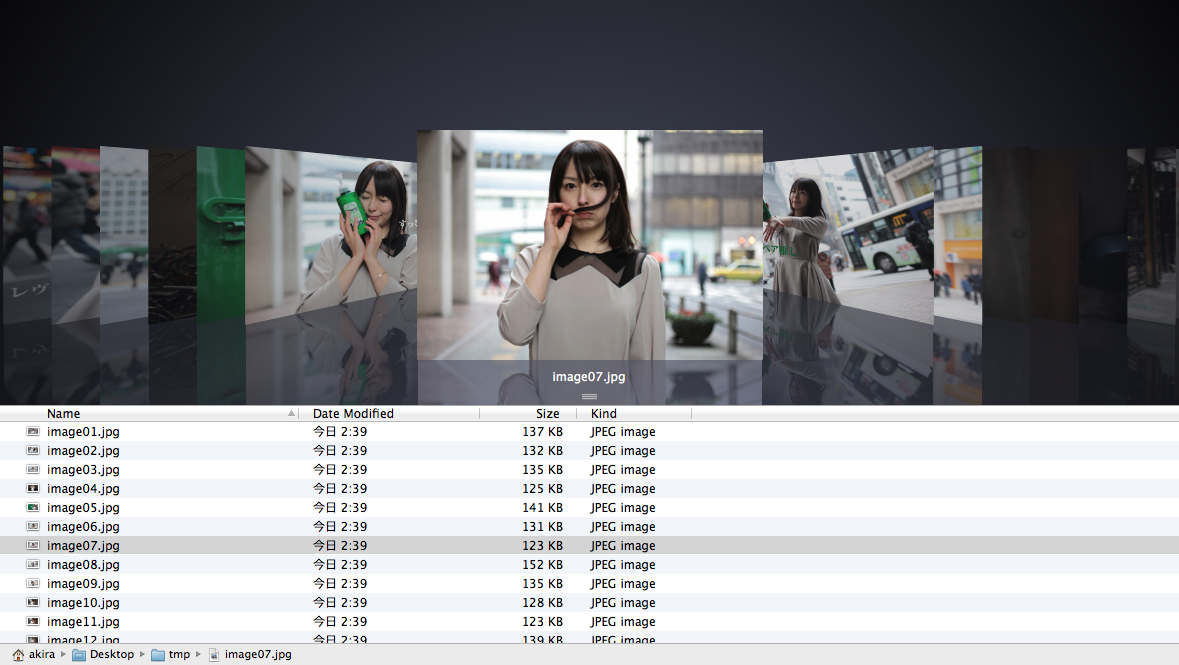 レヴ
すっ
ヘア
image07.jpg
Name Date Modified Size Kind
image01.jpg 今日 2:39 137 KB JPEG image
image02.jpg 今日 2:39 132 KB JPEG image
image03.jpg 今日 2:39 135 KB JPEG image
image04.jpg 今日 2:39 125 KB JPEG image
image05.jpg 今日 2:39 141 KB JPEG image
image06.jpg 今日 2:39 131 KB JPEG image
image07.jpg 今日 2:39 123 KB JPEG image
image08.jpg 今日 2:39 152 KB JPEG image
image09.jpg 今日 2:39 135 KB JPEG image
image10.jpg 今日 2:39 128 KB JPEG image
image11.jpg 今日 2:39 123 KB JPEG image
image12.jpg 今日 2:39 139 KB JPEG image
akira Desktop tmp image07.jpg